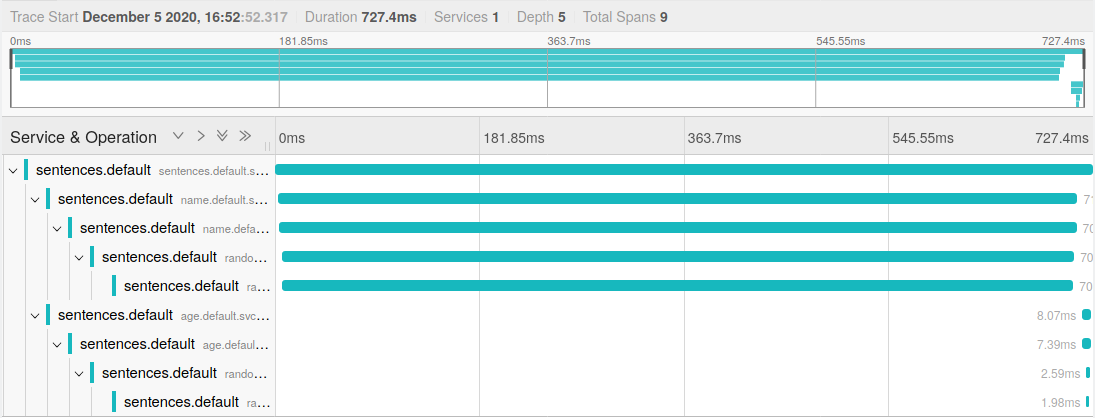 Trace Start December 5 2020, 16:52:52.317 Duration 727.4ms Services 1 Depth 5 Total Spans 9
0ms 181.85ms 363.7ms 545.55ms 727.4ms
Service & Operation 0ms 181.85ms 363.7ms 545.55ms 727.4ms
sentences.default sentences.default.s…
sentences.default name.default.s…
sentences.default name.defa… 70
sentences.default rando… 70
sentences.default ra… 70
sentences.default age.default.svc… 8.07ms
sentences.default age.defaul… 7.39ms
sentences.default rando… 2.59ms
sentences.default ra… 1.98ms